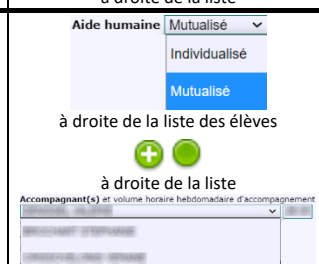 à droite de la liste
Aide humaine Mutualisé
Individualisé
Mutualisé
à droite de la liste des élèves
à droite de la liste
Accompagnant(s) et volume horaire hebdomadaire d'accompagnement